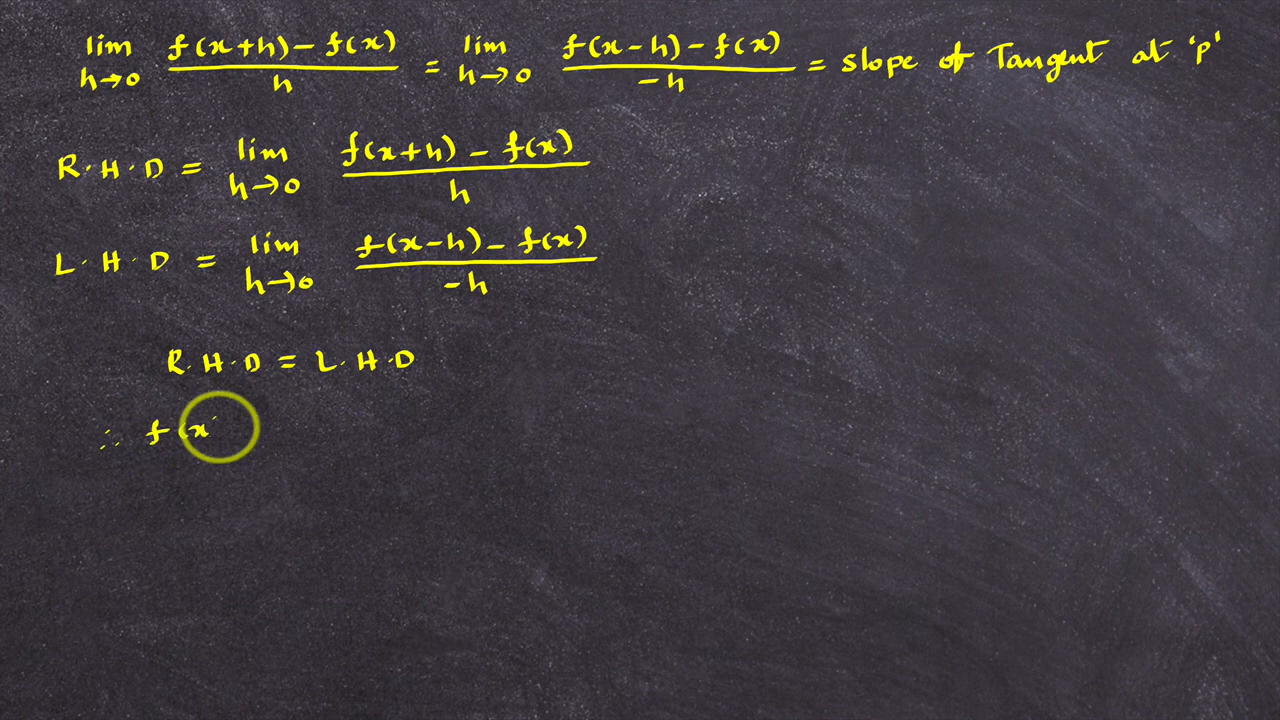 lim h→0 f(x+h) – f(x) / h = lim h→0 f(x–h) – f(x) / –h = slope of Tangent at 'P'
R.H.D = lim h→0 f(x+h) – f(x) / h
L.H.D = lim h→0 f(x–h) – f(x) / –h
R.H.D = L.H.D
∴ f(x